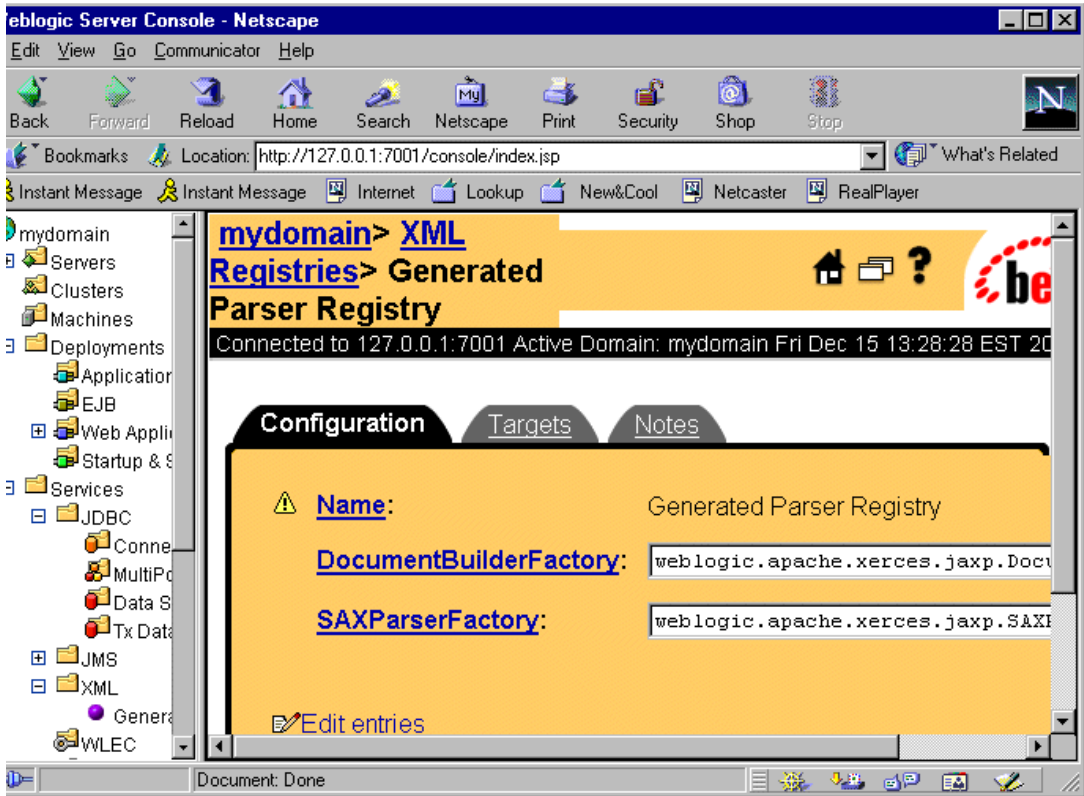 eblogic Server Console - Netscape
Edit View Go Communicator Help
Back Forward Reload Home Search Netscape Print Security Shop Stop
N
Bookmarks Location: http://127.0.0.1:7001/console/index.jsp What's Related
Instant Message Instant Message Internet Lookup New&Cool Netcaster RealPlayer
mydomain
Servers
Clusters
Machines
Deployments
Application
EJB
Web Appli
Startup & S
Services
JDBC
Conne
MultiPo
Data S
Tx Data
JMS
XML
Genera
WLEC
mydomain> XML
Registries> Generated
Parser Registry
? be
Connected to 127.0.0.1:7001 Active Domain: mydomain Fri Dec 15 13:28:28 EST 20
Configuration Targets Notes
Name: Generated Parser Registry
DocumentBuilderFactory: weblogic.apache.xerces.jaxp.Docu
SAXParserFactory: weblogic.apache.xerces.jaxp.SAXP
Edit entries
Document: Done